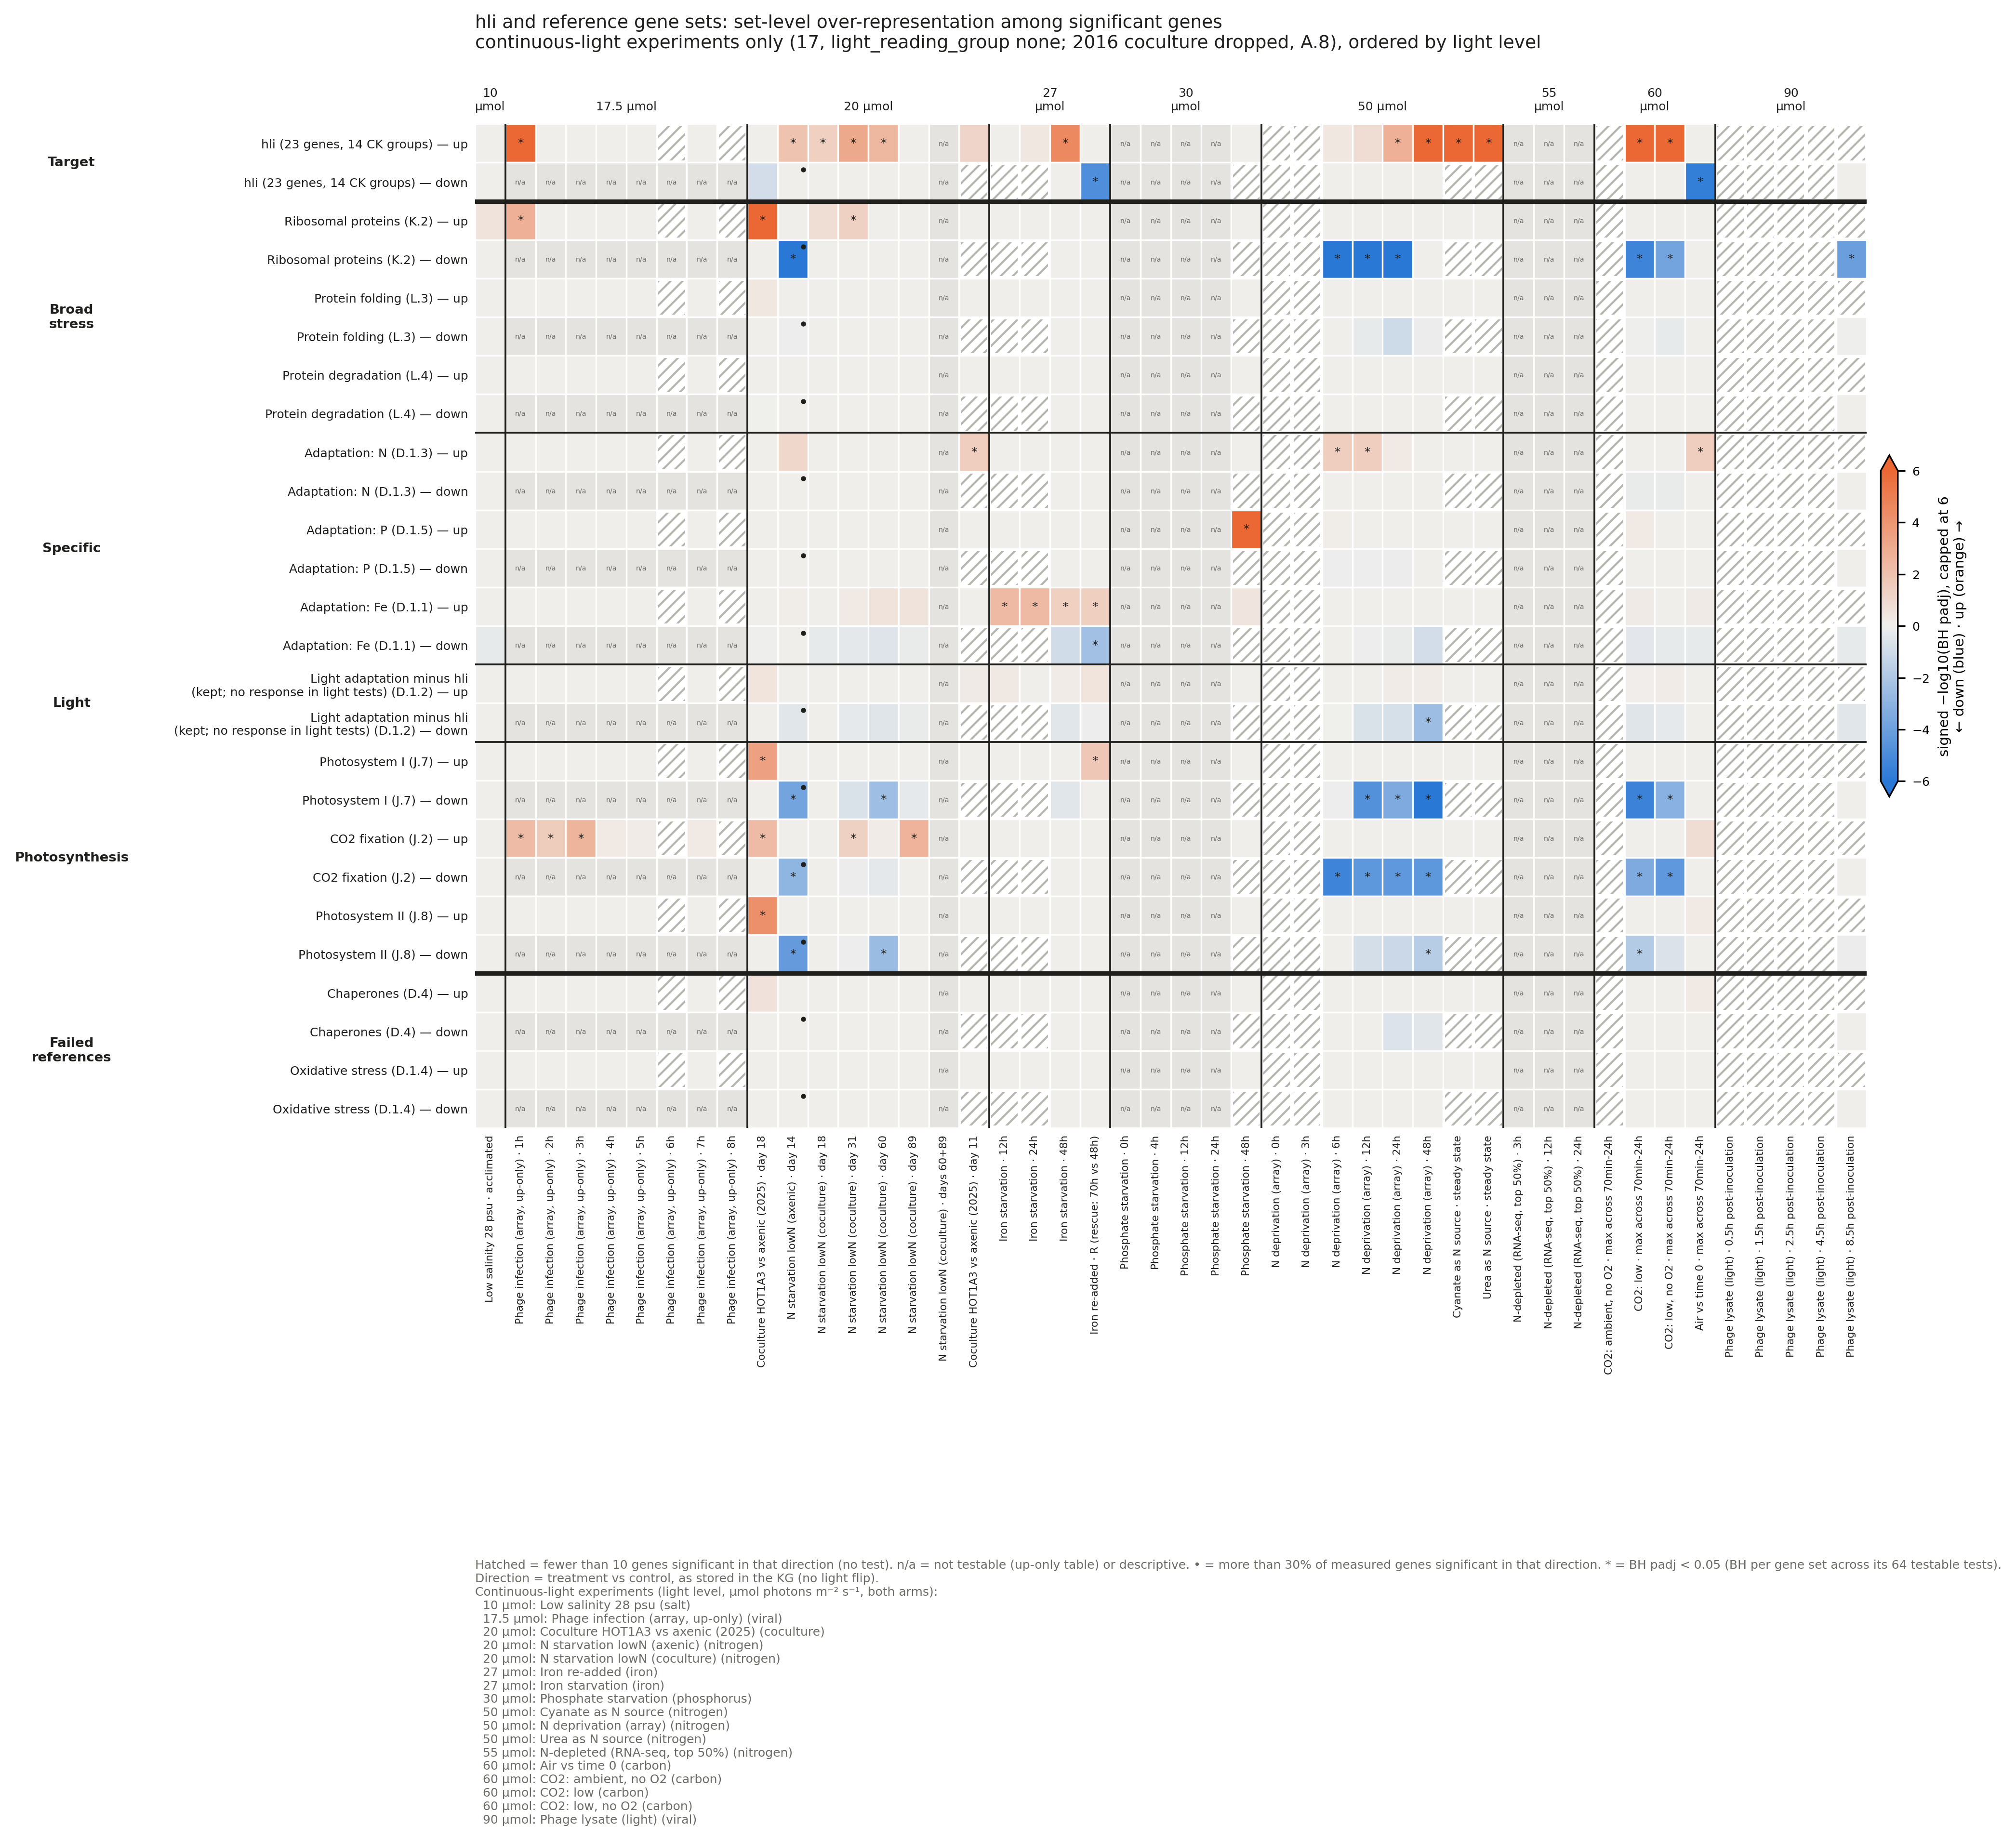 hli and reference gene sets: set-level over-representation among significant genes
continuous-light experiments only (17, light_reading_group none; 2016 coculture dropped, A.8), ordered by light level
10 µmol
17.5 µmol
20 µmol
27 µmol
30 µmol
50 µmol
55 µmol
60 µmol
90 µmol
Target
hli (23 genes, 14 CK groups) — up * * * * * n/a * n/a n/a n/a n/a * * * * n/a n/a n/a * *
hli (23 genes, 14 CK groups) — down n/a n/a n/a n/a n/a n/a n/a n/a • n/a * n/a n/a n/a n/a n/a n/a n/a *
Broad
stress
Ribosomal proteins (K.2) — up * * * n/a n/a n/a n/a n/a n/a n/a n/a
Ribosomal proteins (K.2) — down n/a n/a n/a n/a n/a n/a n/a n/a * • n/a n/a n/a n/a n/a * * * n/a n/a n/a * * *
Protein folding (L.3) — up n/a n/a n/a n/a n/a n/a n/a n/a
Protein folding (L.3) — down n/a n/a n/a n/a n/a n/a n/a n/a • n/a n/a n/a n/a n/a n/a n/a n/a
Protein degradation (L.4) — up n/a n/a n/a n/a n/a n/a n/a n/a
Protein degradation (L.4) — down n/a n/a n/a n/a n/a n/a n/a n/a • n/a n/a n/a n/a n/a n/a n/a n/a
Specific
Adaptation: N (D.1.3) — up n/a * n/a n/a n/a n/a * * n/a n/a n/a *
Adaptation: N (D.1.3) — down n/a n/a n/a n/a n/a n/a n/a n/a • n/a n/a n/a n/a n/a n/a n/a n/a
Adaptation: P (D.1.5) — up n/a n/a n/a n/a n/a * n/a n/a n/a
Adaptation: P (D.1.5) — down n/a n/a n/a n/a n/a n/a n/a n/a • n/a n/a n/a n/a n/a n/a n/a n/a
Adaptation: Fe (D.1.1) — up n/a * * * * n/a n/a n/a n/a n/a n/a n/a
Adaptation: Fe (D.1.1) — down n/a n/a n/a n/a n/a n/a n/a n/a • n/a * n/a n/a n/a n/a n/a n/a n/a
Light
Light adaptation minus hli
(kept; no response in light tests) (D.1.2) — up n/a n/a n/a n/a n/a n/a n/a n/a
Light adaptation minus hli
(kept; no response in light tests) (D.1.2) — down n/a n/a n/a n/a n/a n/a n/a n/a • n/a n/a n/a n/a n/a * n/a n/a n/a
Photosynthesis
Photosystem I (J.7) — up * n/a * n/a n/a n/a n/a n/a n/a n/a
Photosystem I (J.7) — down n/a n/a n/a n/a n/a n/a n/a n/a * • * n/a n/a n/a n/a n/a * * * n/a n/a n/a * *
CO2 fixation (J.2) — up * * * * * * n/a n/a n/a n/a n/a n/a n/a n/a
CO2 fixation (J.2) — down n/a n/a n/a n/a n/a n/a n/a n/a * • n/a n/a n/a n/a n/a * * * * n/a n/a n/a * *
Photosystem II (J.8) — up * n/a n/a n/a n/a n/a n/a n/a n/a
Photosystem II (J.8) — down n/a n/a n/a n/a n/a n/a n/a n/a * • * n/a n/a n/a n/a n/a * n/a n/a n/a *
Failed
references
Chaperones (D.4) — up n/a n/a n/a n/a n/a n/a n/a n/a
Chaperones (D.4) — down n/a n/a n/a n/a n/a n/a n/a n/a • n/a n/a n/a n/a n/a n/a n/a n/a
Oxidative stress (D.1.4) — up n/a n/a n/a n/a n/a n/a n/a n/a
Oxidative stress (D.1.4) — down n/a n/a n/a n/a n/a n/a n/a n/a • n/a n/a n/a n/a n/a n/a n/a n/a
6
4
2
0
−2
−4
−6
signed −log10(BH padj), capped at 6
← down (blue) · up (orange) →
Low salinity 28 psu · acclimated
Phage infection (array, up-only) · 1h
Phage infection (array, up-only) · 2h
Phage infection (array, up-only) · 3h
Phage infection (array, up-only) · 4h
Phage infection (array, up-only) · 5h
Phage infection (array, up-only) · 6h
Phage infection (array, up-only) · 7h
Phage infection (array, up-only) · 8h
Coculture HOT1A3 vs axenic (2025) · day 18
N starvation lowN (axenic) · day 14
N starvation lowN (coculture) · day 18
N starvation lowN (coculture) · day 31
N starvation lowN (coculture) · day 60
N starvation lowN (coculture) · day 89
N starvation lowN (coculture) · days 60+89
Coculture HOT1A3 vs axenic (2025) · day 11
Iron starvation · 12h
Iron starvation · 24h
Iron starvation · 48h
Iron re-added · R (rescue: 70h vs 48h)
Phosphate starvation · 0h
Phosphate starvation · 4h
Phosphate starvation · 12h
Phosphate starvation · 24h
Phosphate starvation · 48h
N deprivation (array) · 0h
N deprivation (array) · 3h
N deprivation (array) · 6h
N deprivation (array) · 12h
N deprivation (array) · 24h
N deprivation (array) · 48h
Cyanate as N source · steady state
Urea as N source · steady state
N-depleted (RNA-seq, top 50%) · 3h
N-depleted (RNA-seq, top 50%) · 12h
N-depleted (RNA-seq, top 50%) · 24h
CO2: ambient, no O2 · max across 70min-24h
CO2: low · max across 70min-24h
CO2: low, no O2 · max across 70min-24h
Air vs time 0 · max across 70min-24h
Phage lysate (light) · 0.5h post-inoculation
Phage lysate (light) · 1.5h post-inoculation
Phage lysate (light) · 2.5h post-inoculation
Phage lysate (light) · 4.5h post-inoculation
Phage lysate (light) · 8.5h post-inoculation
Hatched = fewer than 10 genes significant in that direction (no test). n/a = not testable (up-only table) or descriptive. • = more than 30% of measured genes significant in that direction. * = BH padj < 0.05 (BH per gene set across its 64 testable tests).
Direction = treatment vs control, as stored in the KG (no light flip).
Continuous-light experiments (light level, µmol photons m⁻² s⁻¹, both arms):
10 µmol: Low salinity 28 psu (salt)
17.5 µmol: Phage infection (array, up-only) (viral)
20 µmol: Coculture HOT1A3 vs axenic (2025) (coculture)
20 µmol: N starvation lowN (axenic) (nitrogen)
20 µmol: N starvation lowN (coculture) (nitrogen)
27 µmol: Iron re-added (iron)
27 µmol: Iron starvation (iron)
30 µmol: Phosphate starvation (phosphorus)
50 µmol: Cyanate as N source (nitrogen)
50 µmol: N deprivation (array) (nitrogen)
50 µmol: Urea as N source (nitrogen)
55 µmol: N-depleted (RNA-seq, top 50%) (nitrogen)
60 µmol: Air vs time 0 (carbon)
60 µmol: CO2: ambient, no O2 (carbon)
60 µmol: CO2: low (carbon)
60 µmol: CO2: low, no O2 (carbon)
90 µmol: Phage lysate (light) (viral)